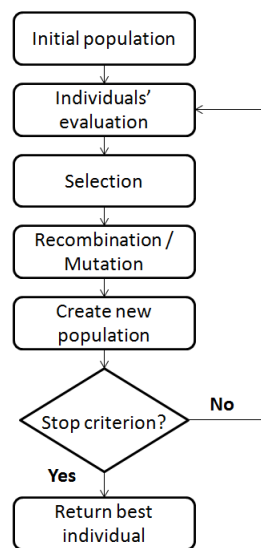 Initial population
Individuals'
evaluation
Selection
Recombination /
Mutation
Create new
population
Stop criterion?
No
Yes
Return best
individual